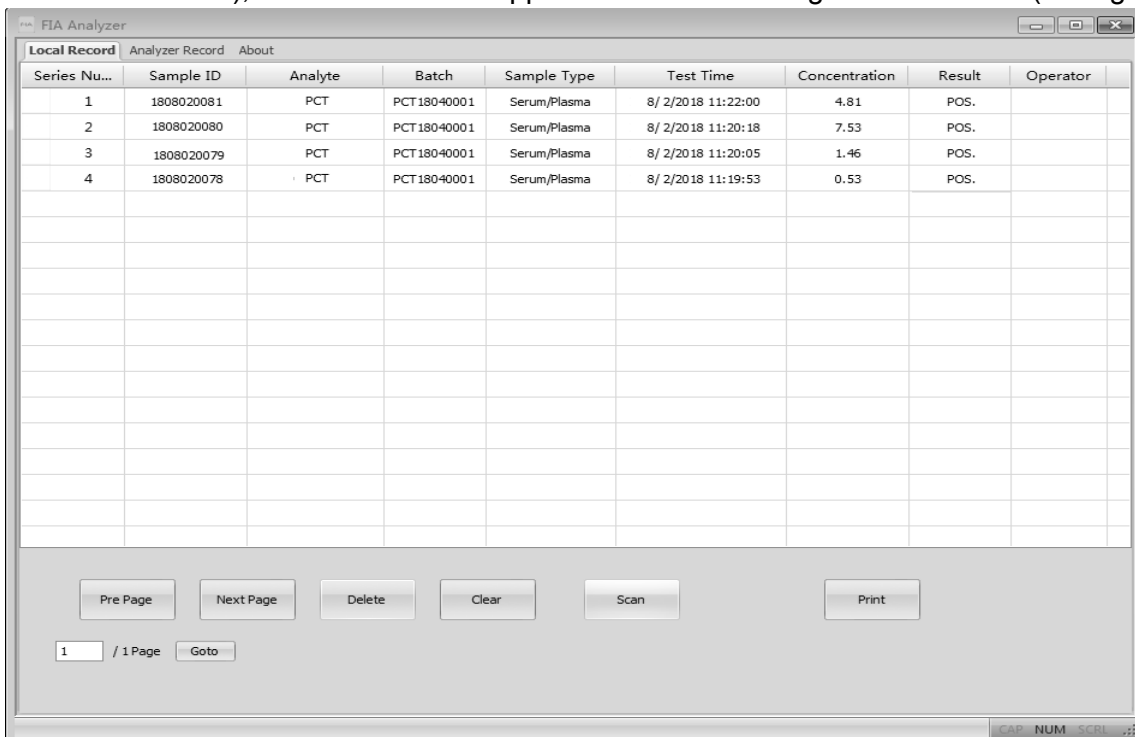 FIA Analyzer
Local Record Analyzer Record About
Series Nu... Sample ID Analyte Batch Sample Type Test Time Concentration Result Operator
1 1808020081 PCT PCT18040001 Serum/Plasma 8/ 2/2018 11:22:00 4.81 POS.
2 1808020080 PCT PCT18040001 Serum/Plasma 8/ 2/2018 11:20:18 7.53 POS.
3 1808020079 PCT PCT18040001 Serum/Plasma 8/ 2/2018 11:20:05 1.46 POS.
4 1808020078 PCT PCT18040001 Serum/Plasma 8/ 2/2018 11:19:53 0.53 POS.
Pre Page Next Page Delete Clear Scan Print
1 / 1 Page Goto
CAP NUM SCRL